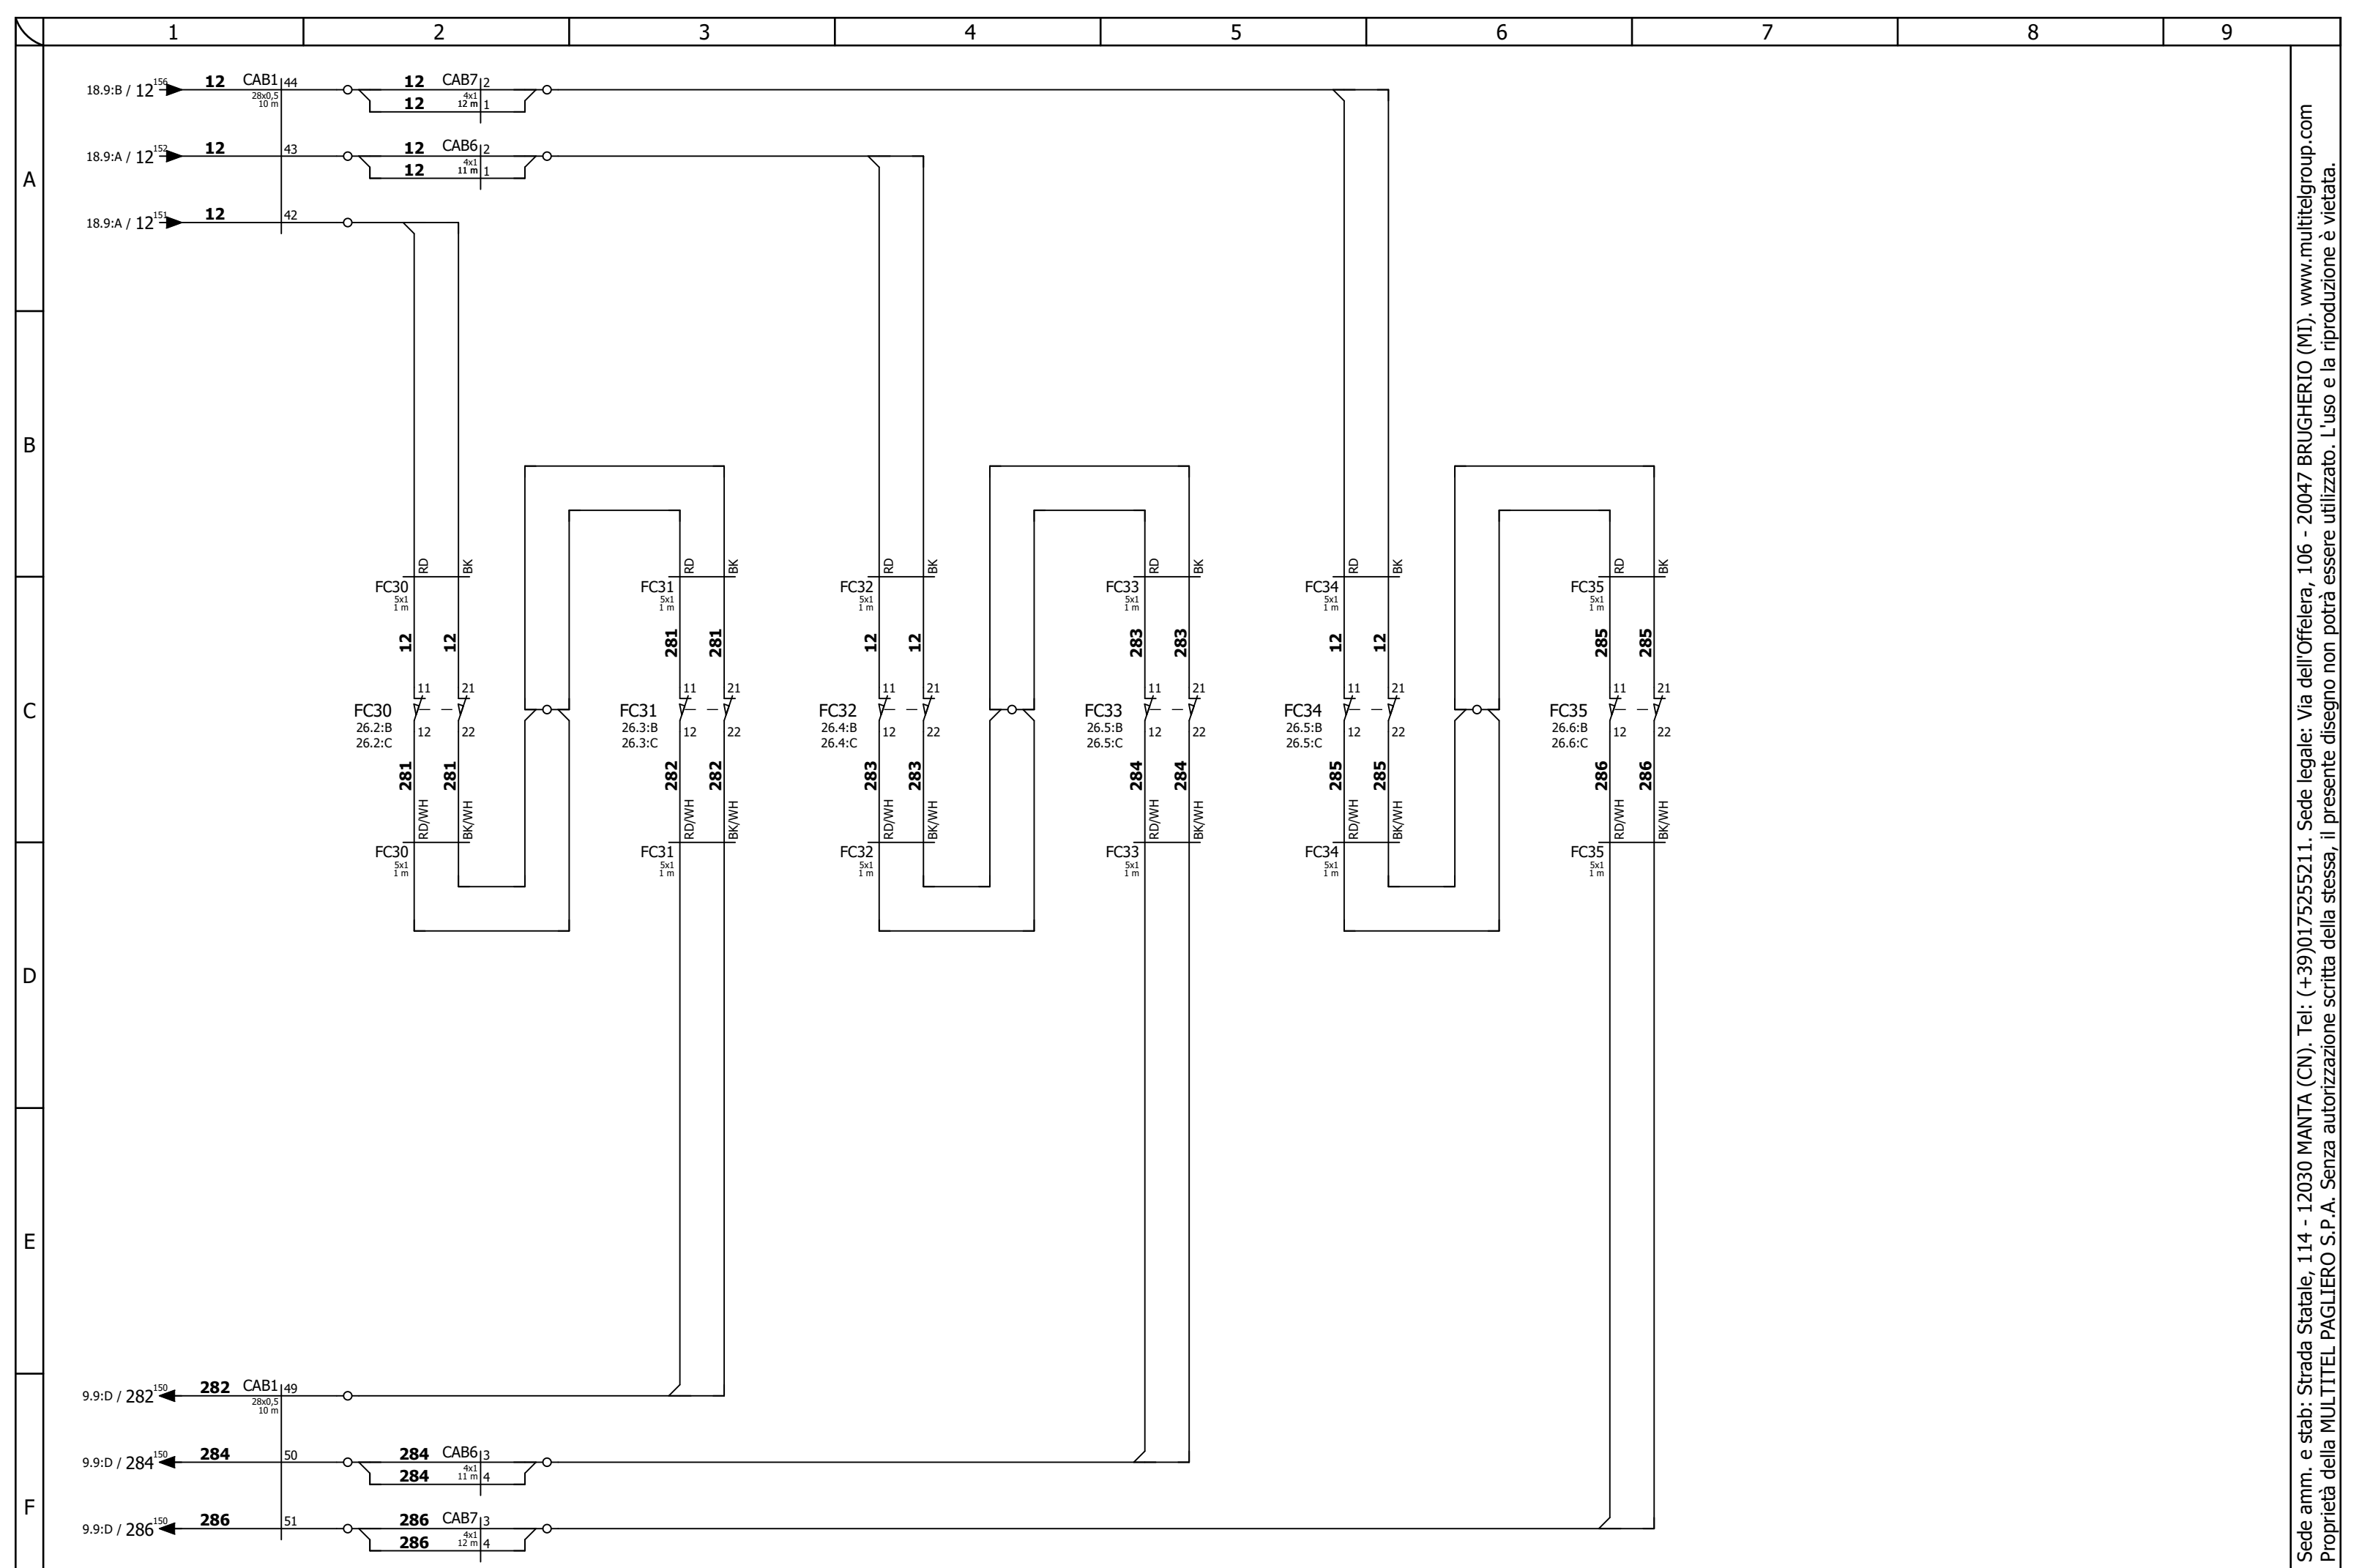 1 2 3 4 5 6 7 8 9
A
B
C
D
E
F
18.9:B / 12 156 12 CAB1 44 12 CAB7 2
28x0,5 4x1
10 m 12 12 m 1
18.9:A / 12 152 12 43 12 CAB6 2
4x1
12 11 m 1
18.9:A / 12 151 12 42
RD BK RD BK RD BK RD BK RD BK RD BK
FC30 FC31 FC32 FC33 FC34 FC35
5x1 5x1 5x1 5x1 5x1 5x1
1 m 1 m 1 m 1 m 1 m 1 m
12 12 281 281 12 12 283 283 12 12 285 285
11 21 11 21 11 21 11 21 11 21 11 21
FC30 FC31 FC32 FC33 FC34 FC35
26.2:B 26.3:B 26.4:B 26.5:B 26.5:B 26.6:B
12 22 12 22 12 22 12 22 12 22 12 22
26.2:C 26.3:C 26.4:C 26.5:C 26.5:C 26.6:C
281 281 282 282 283 283 284 284 285 285 286 286
RD/WH BK/WH RD/WH BK/WH RD/WH BK/WH RD/WH BK/WH RD/WH BK/WH RD/WH BK/WH
FC30 FC31 FC32 FC33 FC34 FC35
5x1 5x1 5x1 5x1 5x1 5x1
1 m 1 m 1 m 1 m 1 m 1 m
9.9:D / 282 150 282 CAB1 49
28x0,5
10 m
9.9:D / 284 150 284 50 284 CAB6 3
4x1
284 11 m 4
9.9:D / 286 150 286 51 286 CAB7 3
4x1
286 12 m 4
Sede amm. e stab: Strada Statale, 114 - 12030 MANTA (CN). Tel: (+39)0175255211. Sede legale: Via dell'Offelera, 106 - 20047 BRUGHERIO (MI). www.multitelgroup.com
Proprietà della MULTITEL PAGLIERO S.P.A. Senza autorizzazione scritta della stessa, il presente disegno non potrà essere utilizzato. L'uso e la riproduzione è vietata.